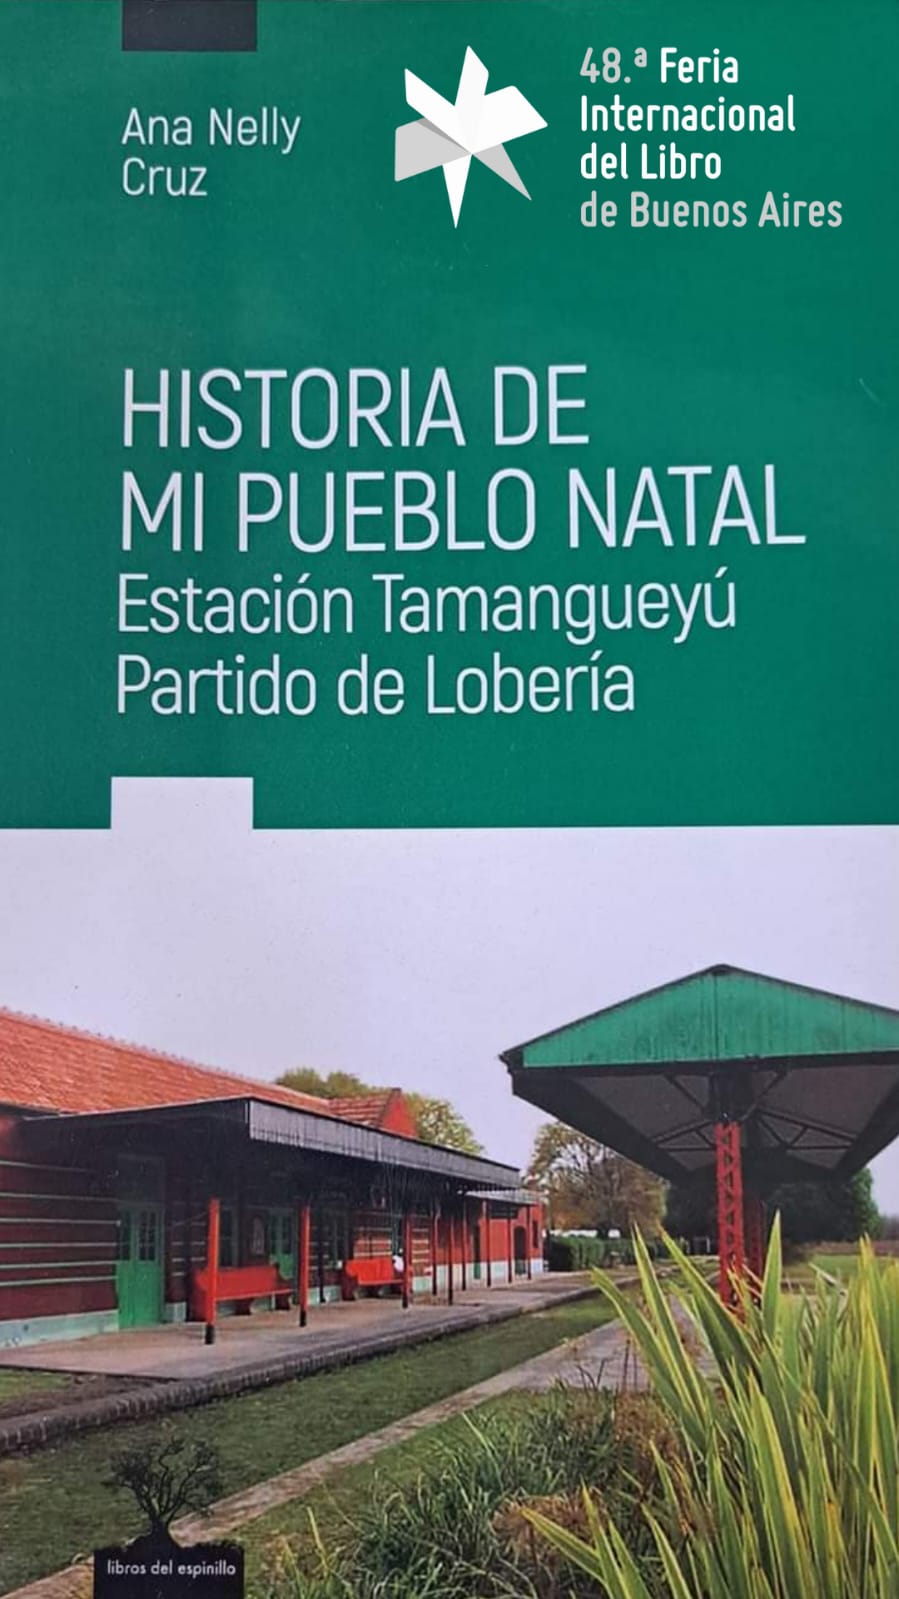 Ana Nelly
Cruz
48.ª Feria
Internacional
del Libro
de Buenos Aires
HISTORIA DE
MI PUEBLO NATAL
Estación Tamangueyú
Partido de Lobería
libros del espinillo